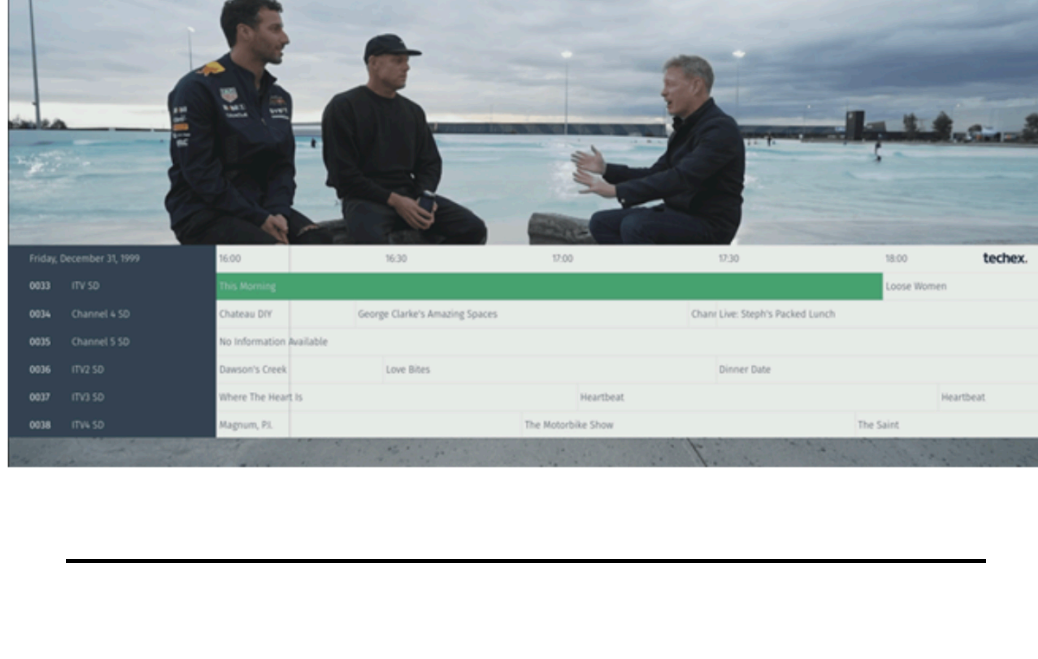 Friday, December 31, 1999 16:00 16:30 17:00 17:30 18:00 techex.
0033 ITV SD This Morning Loose Women
0034 Channel 4 SD Chateau DIY George Clarke's Amazing Spaces Chan Live: Steph's Packed Lunch
0035 Channel 5 SD No Information Available
0036 ITV2 SD Dawson's Creek Love Bites Dinner Date
0037 ITV3 SD Where The Heart Is Heartbeat Heartbeat
0038 ITV4 SD Magnum, P.I. The Motorbike Show The Saint